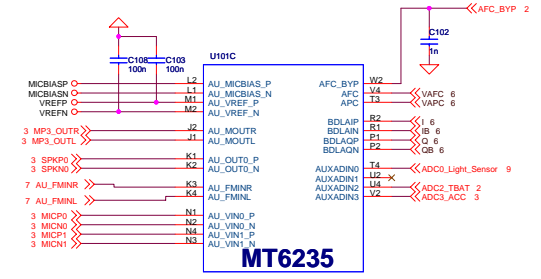 AFC_BYP 2
C102
1n
C108
100n
C103
100n
U101C
MICBIASP L2 AU_MICBIAS_P AFC_BYP W2
MICBIASN L1 AU_MICBIAS_N AFC V4 VAFC 6
VREFP M1 AU_VREF_P APC T3 VAPC 6
VREFN M2 AU_VREF_N
BDLAIP R2 I 6
3 MP3_OUTR J2 AU_MOUTR BDLAIN R1 IB 6
3 MP3_OUTL J1 AU_MOUTL BDLAQP P1 Q 6
BDLAQN P2 QB 6
3 SPKP0 K1 AU_OUT0_P
3 SPKN0 K2 AU_OUT0_N AUXADIN0 T4 ADC0_Light_Sensor 9
AUXADIN1 U2
7 AU_FMINR K3 AU_FMINR AUXADIN2 U4 ADC2_TBAT 2
7 AU_FMINL K4 AU_FMINL AUXADIN3 V2 ADC3_ACC 3
3 MICP0 N1 AU_VIN0_P
3 MICN0 N2 AU_VIN0_N
3 MICP1 N4 AU_VIN1_P
3 MICN1 N3 AU_VIN1_N
MT6235